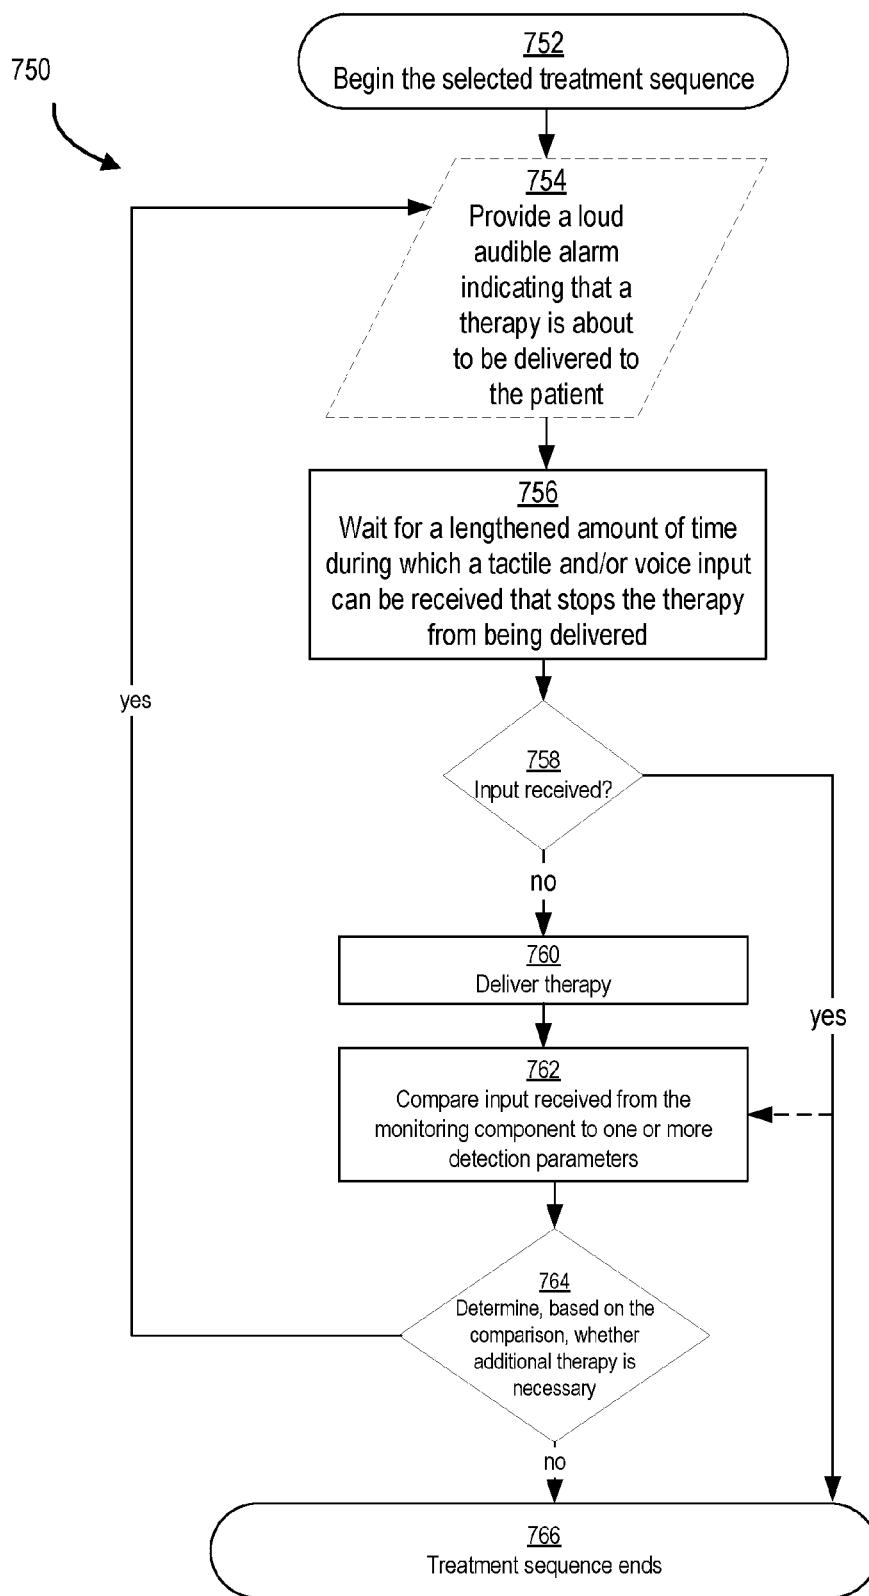 752
Begin the selected treatment sequence
750
754
Provide a loud
audible alarm
indicating that a
therapy is about
to be delivered to
the patient
756
Wait for a lengthened amount of time
during which a tactile and/or voice input
can be received that stops the therapy
from being delivered
yes
758
Input received?
no
760
Deliver therapy
yes
762
Compare input received from the
monitoring component to one or more
detection parameters
764
Determine, based on the
comparison, whether
additional therapy is
necessary
no
766
Treatment sequence ends